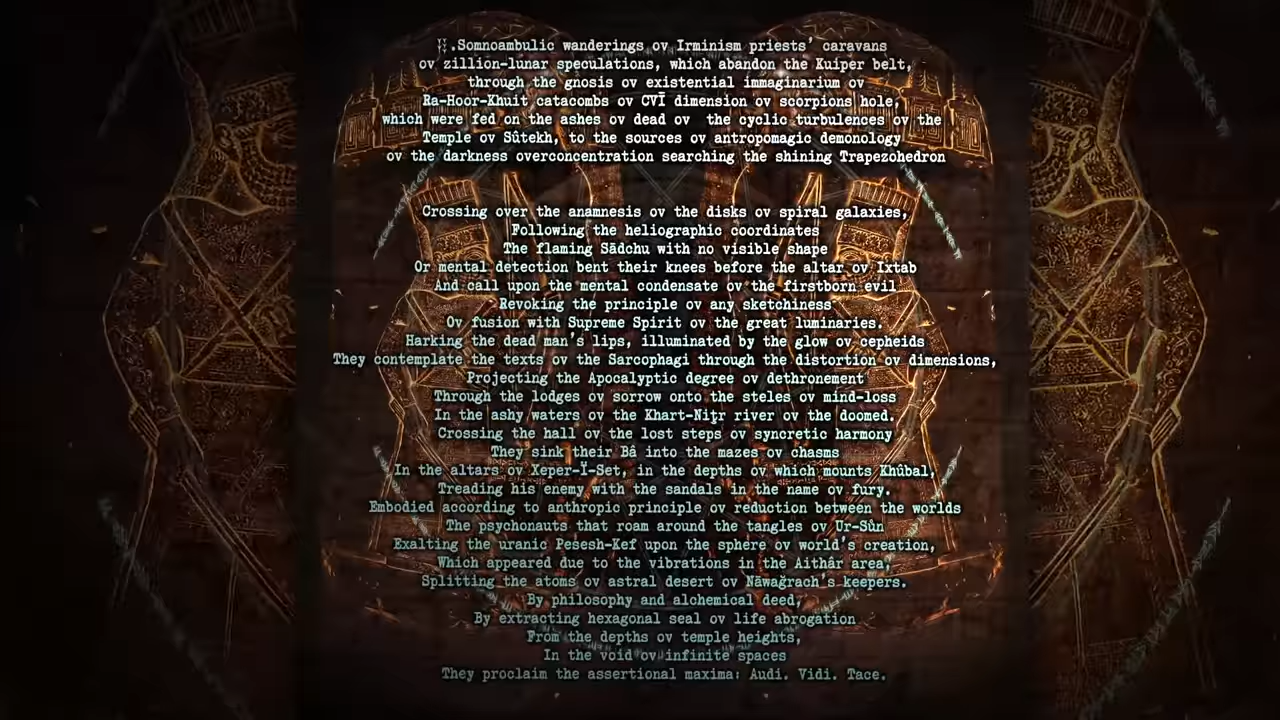 .Somnoambulic wanderings ov Irminism priests' caravans
ov zillion-lunar speculations, which abandon the Kuiper belt,
through the gnosis ov existential immaginarium ov
Ra-Hoor-Khuit catacombs ov CVĪ dimension ov scorpions hole,
which were fed on the ashes ov dead ov the cyclic turbulences ov the
Temple ov Sûtekh, to the sources ov antropomagic demonology
ov the darkness overconcentration searching the shining Trapezohedron
Crossing over the anamnesis ov the disks ov spiral galaxies,
Following the heliographic coordinates
The flaming Sādchu with no visible shape
Or mental detection bent their knees before the altar ov Ixtab
And call upon the mental condensate ov the firstborn evil
Revoking the principle ov any sketchiness
Ov fusion with Supreme Spirit ov the great luminaries.
Harking the dead man's lips, illuminated by the glow ov cepheids
They contemplate the texts ov the Sarcophagi through the distortion ov dimensions,
Projecting the Apocalyptic degree ov dethronement
Through the lodges ov sorrow onto the steles ov mind-loss
In the ashy waters ov the Khart-Niţr river ov the doomed.
Crossing the hall ov the lost steps ov syncretic harmony
They sink their Bâ into the mazes ov chasms
In the altars ov Xeper-Ï-Set, in the depths ov which mounts Khûbal,
Treading his enemy with the sandals in the name ov fury.
Embodied according to anthropic principle ov reduction between the worlds
The psychonauts that roam around the tangles ov Ur-Sûn
Exalting the uranic Pesesh-Kef upon the sphere ov world's creation,
Which appeared due to the vibrations in the Aithâr area,
Splitting the atoms ov astral desert ov Nāwağrach's keepers.
By philosophy and alchemical deed,
By extracting hexagonal seal ov life abrogation
From the depths ov temple heights,
In the void ov infinite spaces
They proclaim the assertional maxima: Audi. Vidi. Tace.